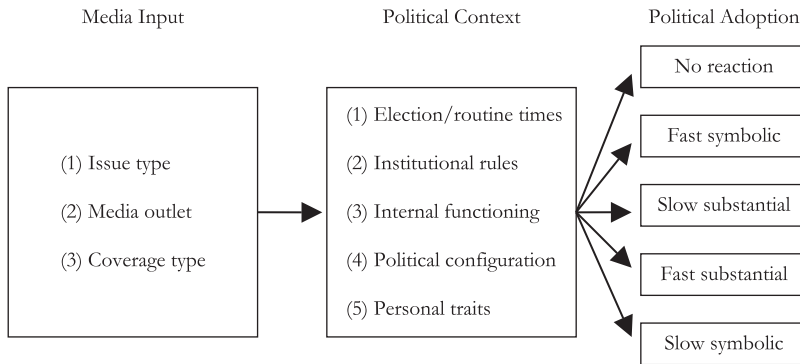 Media Input
Political Context
Political Adoption
(1) Issue type
(2) Media outlet
(3) Coverage type
(1) Election/routine times
(2) Institutional rules
(3) Internal functioning
(4) Political configuration
(5) Personal traits
No reaction
Fast symbolic
Slow substantial
Fast substantial
Slow symbolic